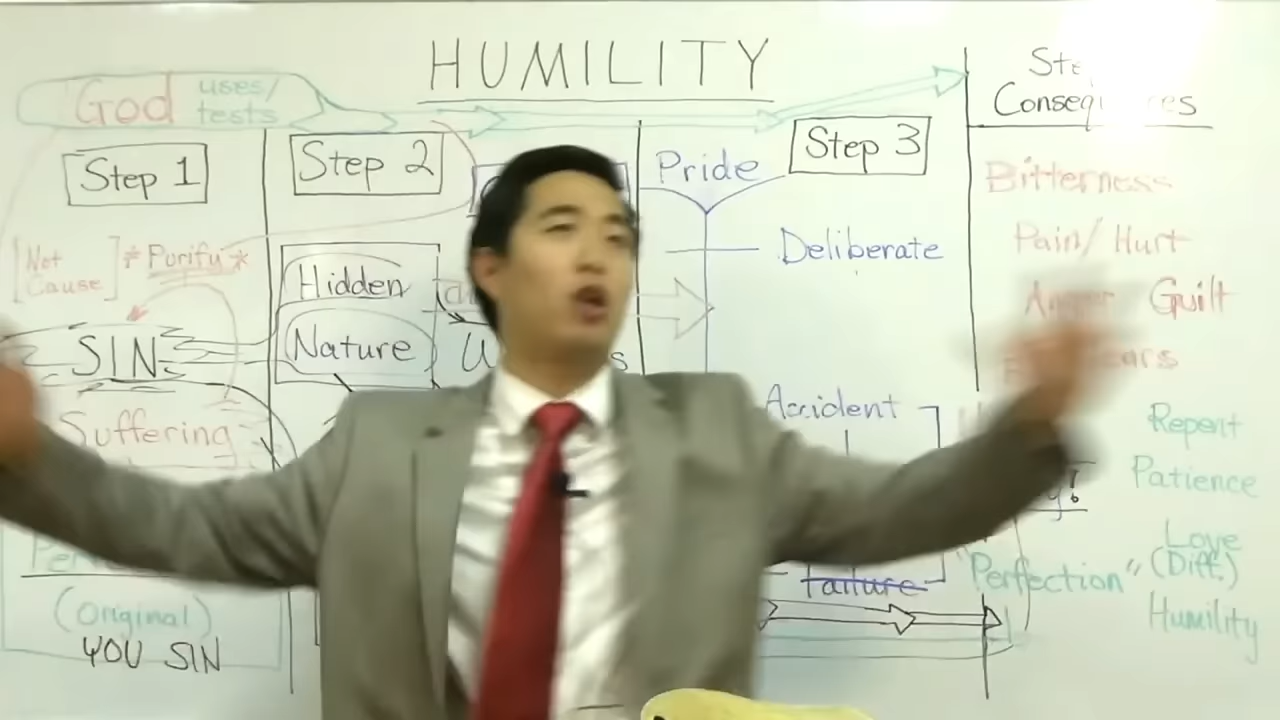 HUMILITY
God uses/
tests
Step 1
Step 2
Pride
Step 3
Consequences
Bitterness
[Not
Cause]
*Purify*
Hidden
Nature
Deliberate
Pain/Hurt
Anger Guilt
SIN
Suffering
Accident
Repent
Patience
Love
(Diff.)
failure
"Perfection"
Humility
(Original)
YOU SIN